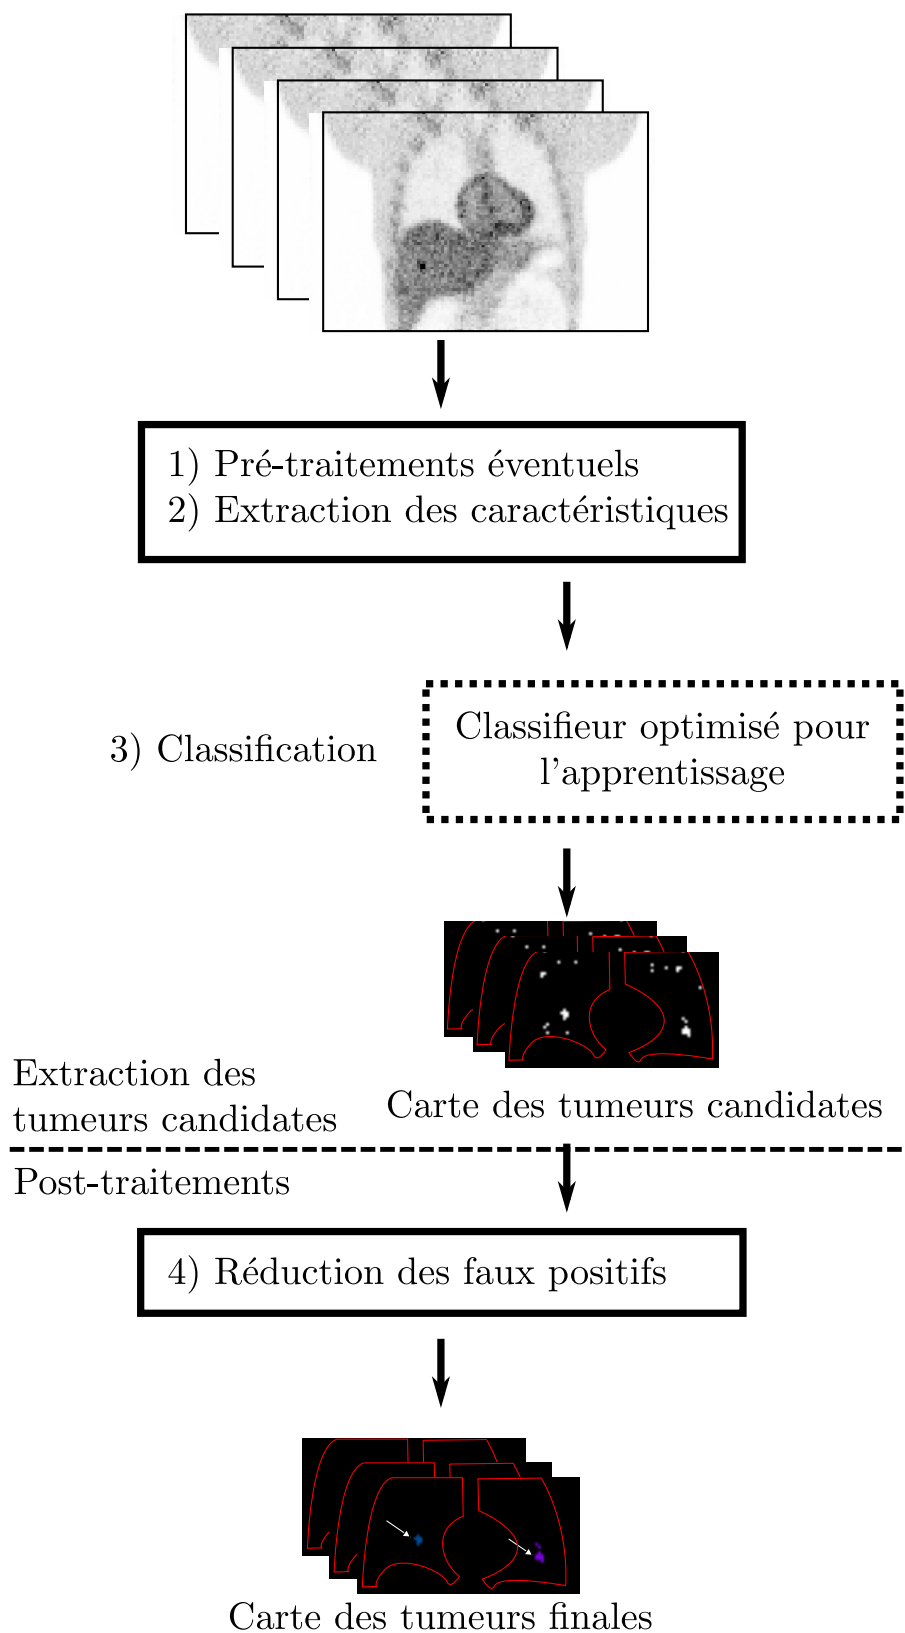 1) Pré-traitements éventuels
2) Extraction des caractéristiques
3) Classification
Classifieur optimisé pour
l'apprentissage
Extraction des
tumeurs candidates
Carte des tumeurs candidates
Post-traitements
4) Réduction des faux positifs
Carte des tumeurs finales